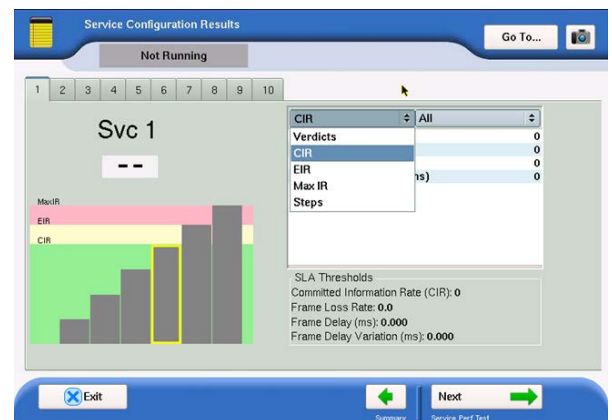 Service Configuration Results
Go To...
Not Running
1 2 3 4 5 6 7 8 9 10
Svc 1
--
CIR All
Verdicts 0
CIR 0
EIR 0
Max IR ns) 0
Steps
MaxIR
EIR
CIR
SLA Thresholds
Committed Information Rate (CIR): 0
Frame Loss Rate: 0.0
Frame Delay (ms): 0.000
Frame Delay Variation (ms): 0.000
Exit
Next
Summary
Service Perf Test